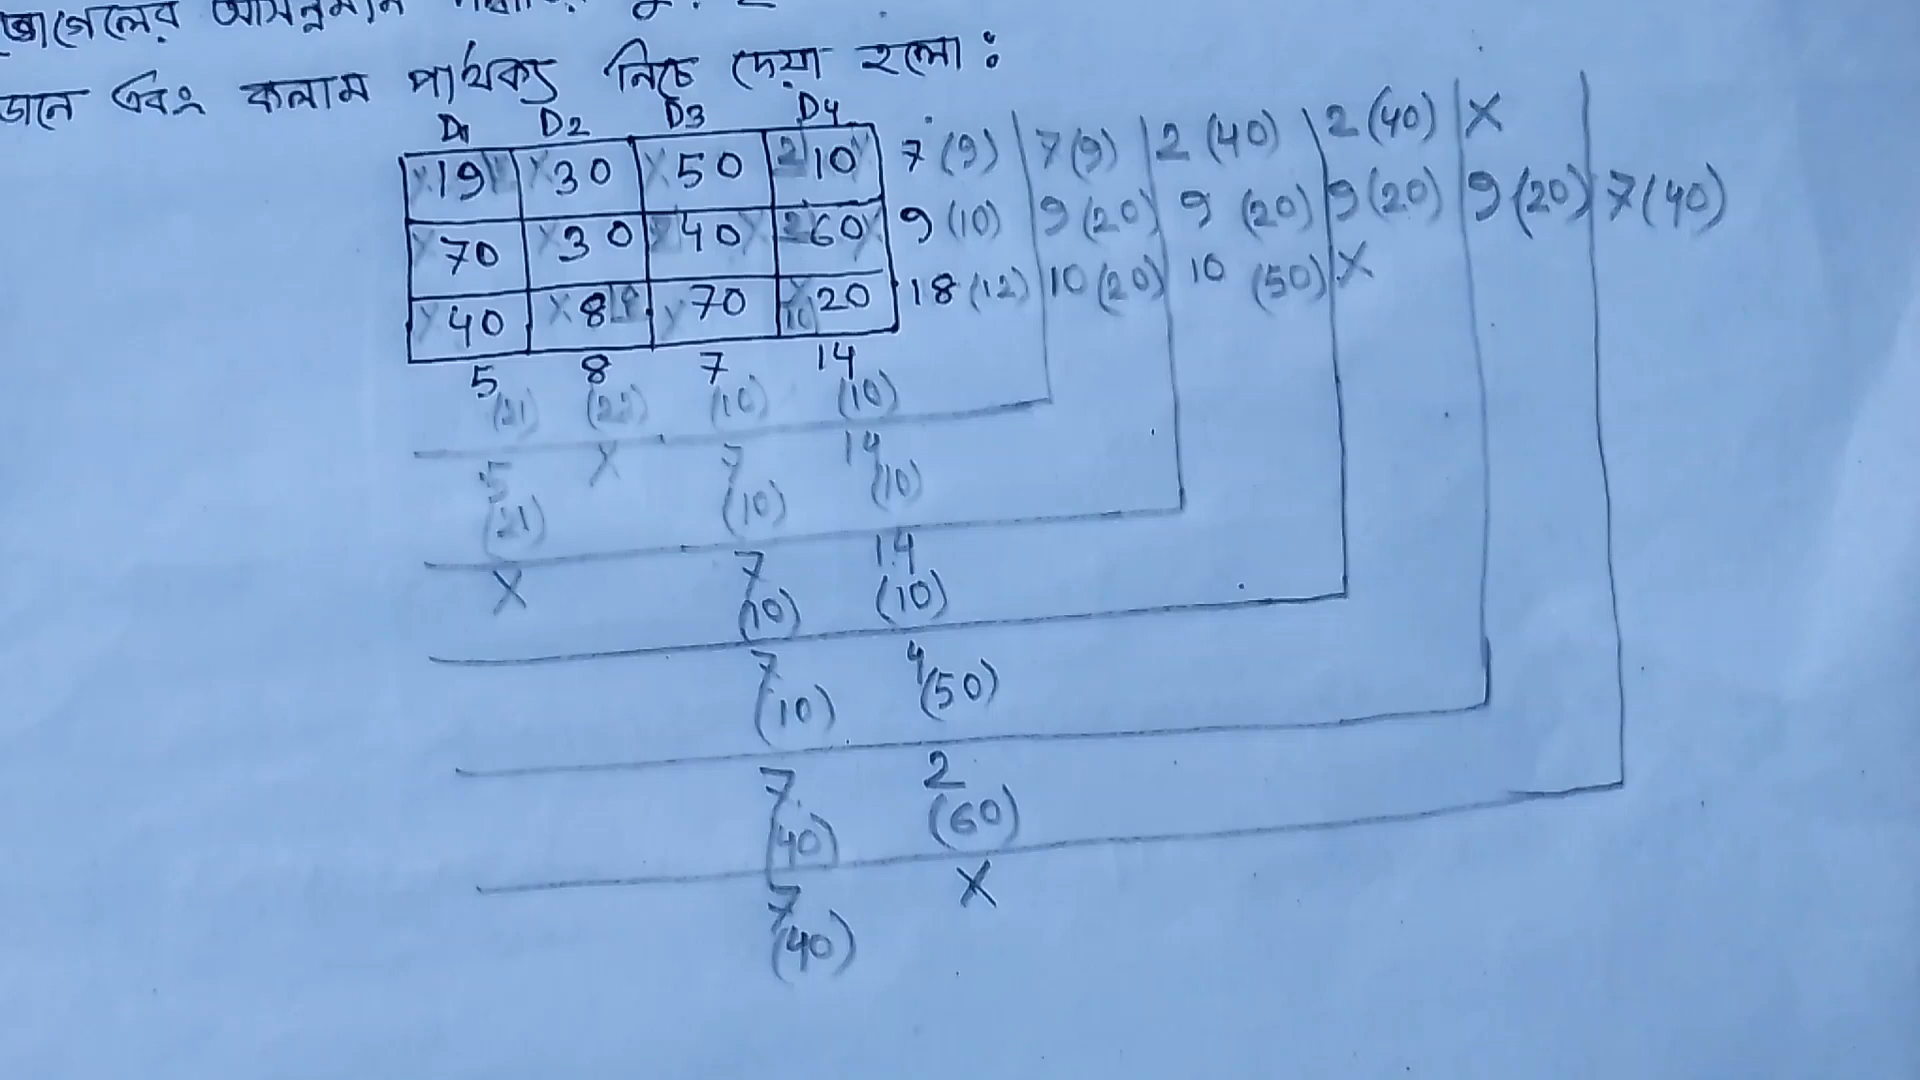 ভোগেলের আসন্নমান
ডানে এবং কলাম পার্থক্য নিচে দেয়া হলো :
D1 D2 D3 D4
19 30 50 2 10 7 (9) 7 (9) 2 (40) 2 (40) X
70 30 40 2 60 9 (10) 9 (20) 9 (20) 9 (20) 9 (20) 7 (40)
40 8 8 70 10 20 18 (12) 10 (20) 10 (50) X
5 8 7 14
(21) (22) (10) (10)
5 X 7 14
(21) (10) (10)
X 7 14
(10) (10)
7 4
(10) (50)
7 2
(40) (60)
7 X
(40)